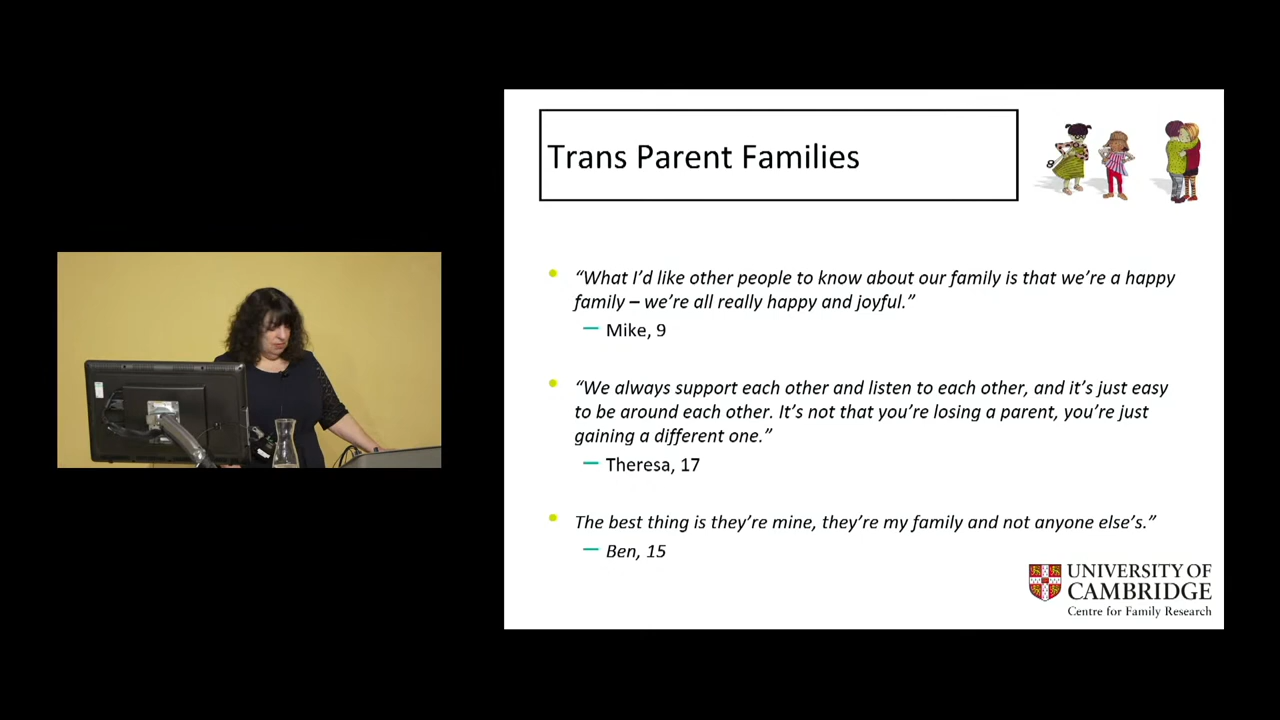 Trans Parent Families
“What I’d like other people to know about our family is that we’re a happy
family – we’re all really happy and joyful.”
– Mike, 9
“We always support each other and listen to each other, and it’s just easy
to be around each other. It’s not that you’re losing a parent, you’re just
gaining a different one.”
– Theresa, 17
The best thing is they’re mine, they’re my family and not anyone else’s.”
– Ben, 15
UNIVERSITY OF
CAMBRIDGE
Centre for Family Research